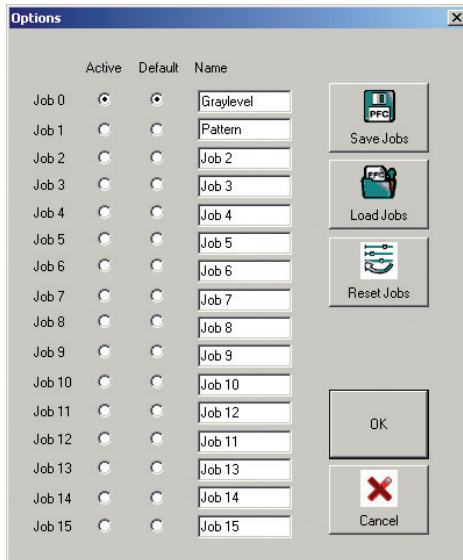 Options
Active Default Name
Job 0 Graylevel
Job 1 Pattern
Job 2 Job 2
Job 3 Job 3
Job 4 Job 4
Job 5 Job 5
Job 6 Job 6
Job 7 Job 7
Job 8 Job 8
Job 9 Job 9
Job 10 Job 10
Job 11 Job 12
Job 12 Job 11
Job 13 Job 13
Job 14 Job 14
Job 15 Job 15
PFC
Save Jobs
PFC
Load Jobs
Reset Jobs
OK
Cancel